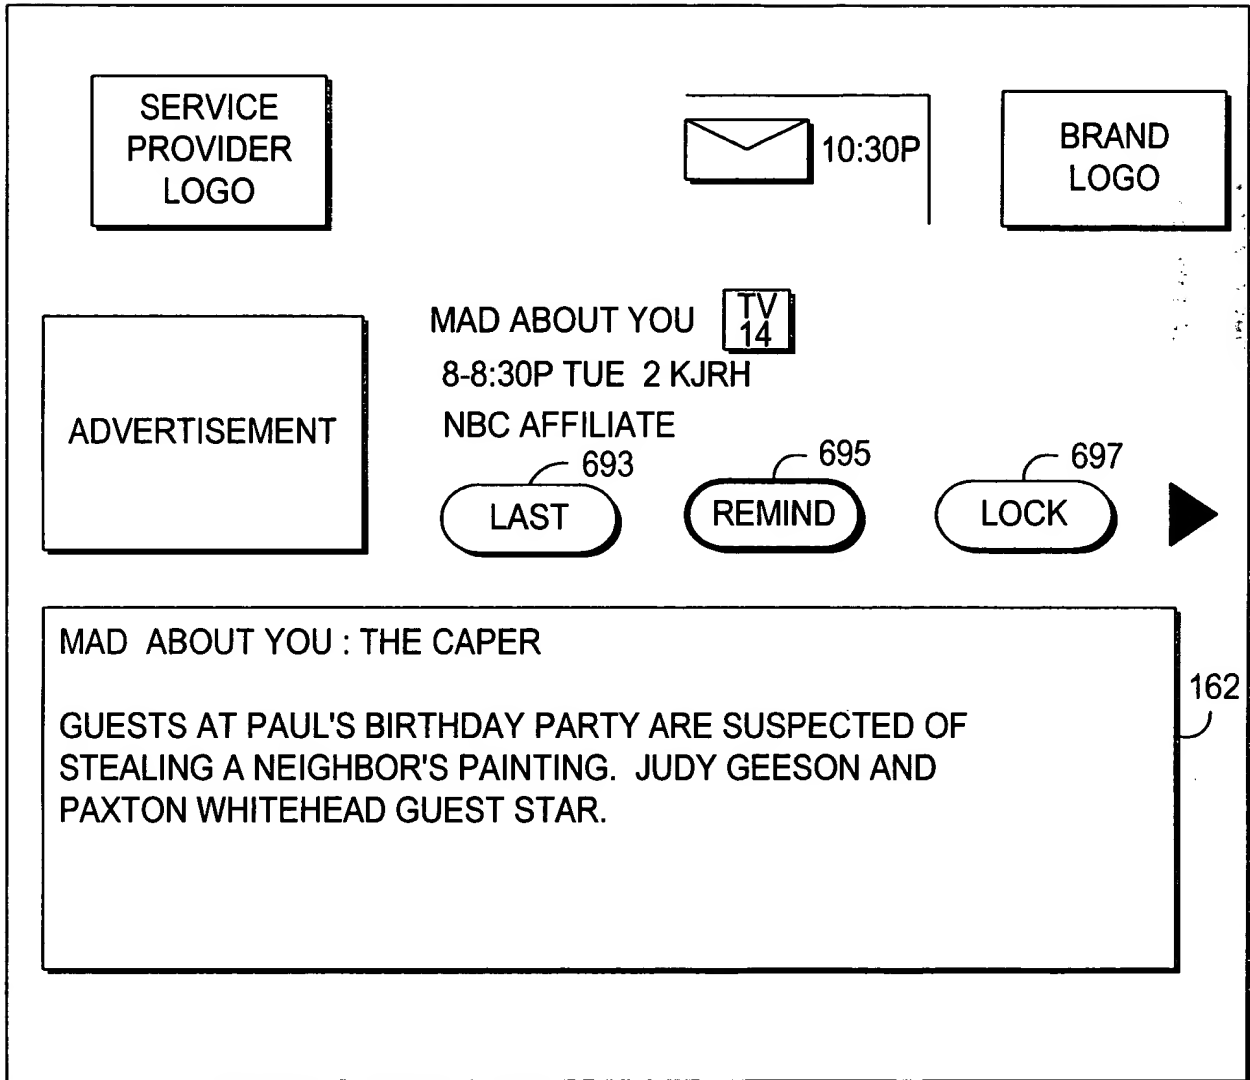 SERVICE
PROVIDER
LOGO
10:30P
BRAND
LOGO
ADVERTISEMENT
MAD ABOUT YOU TV 14
8-8:30P TUE 2 KJRH
NBC AFFILIATE
693
695
697
LAST
REMIND
LOCK
MAD ABOUT YOU : THE CAPER
162
GUESTS AT PAUL'S BIRTHDAY PARTY ARE SUSPECTED OF
STEALING A NEIGHBOR'S PAINTING. JUDY GEESON AND
PAXTON WHITEHEAD GUEST STAR.